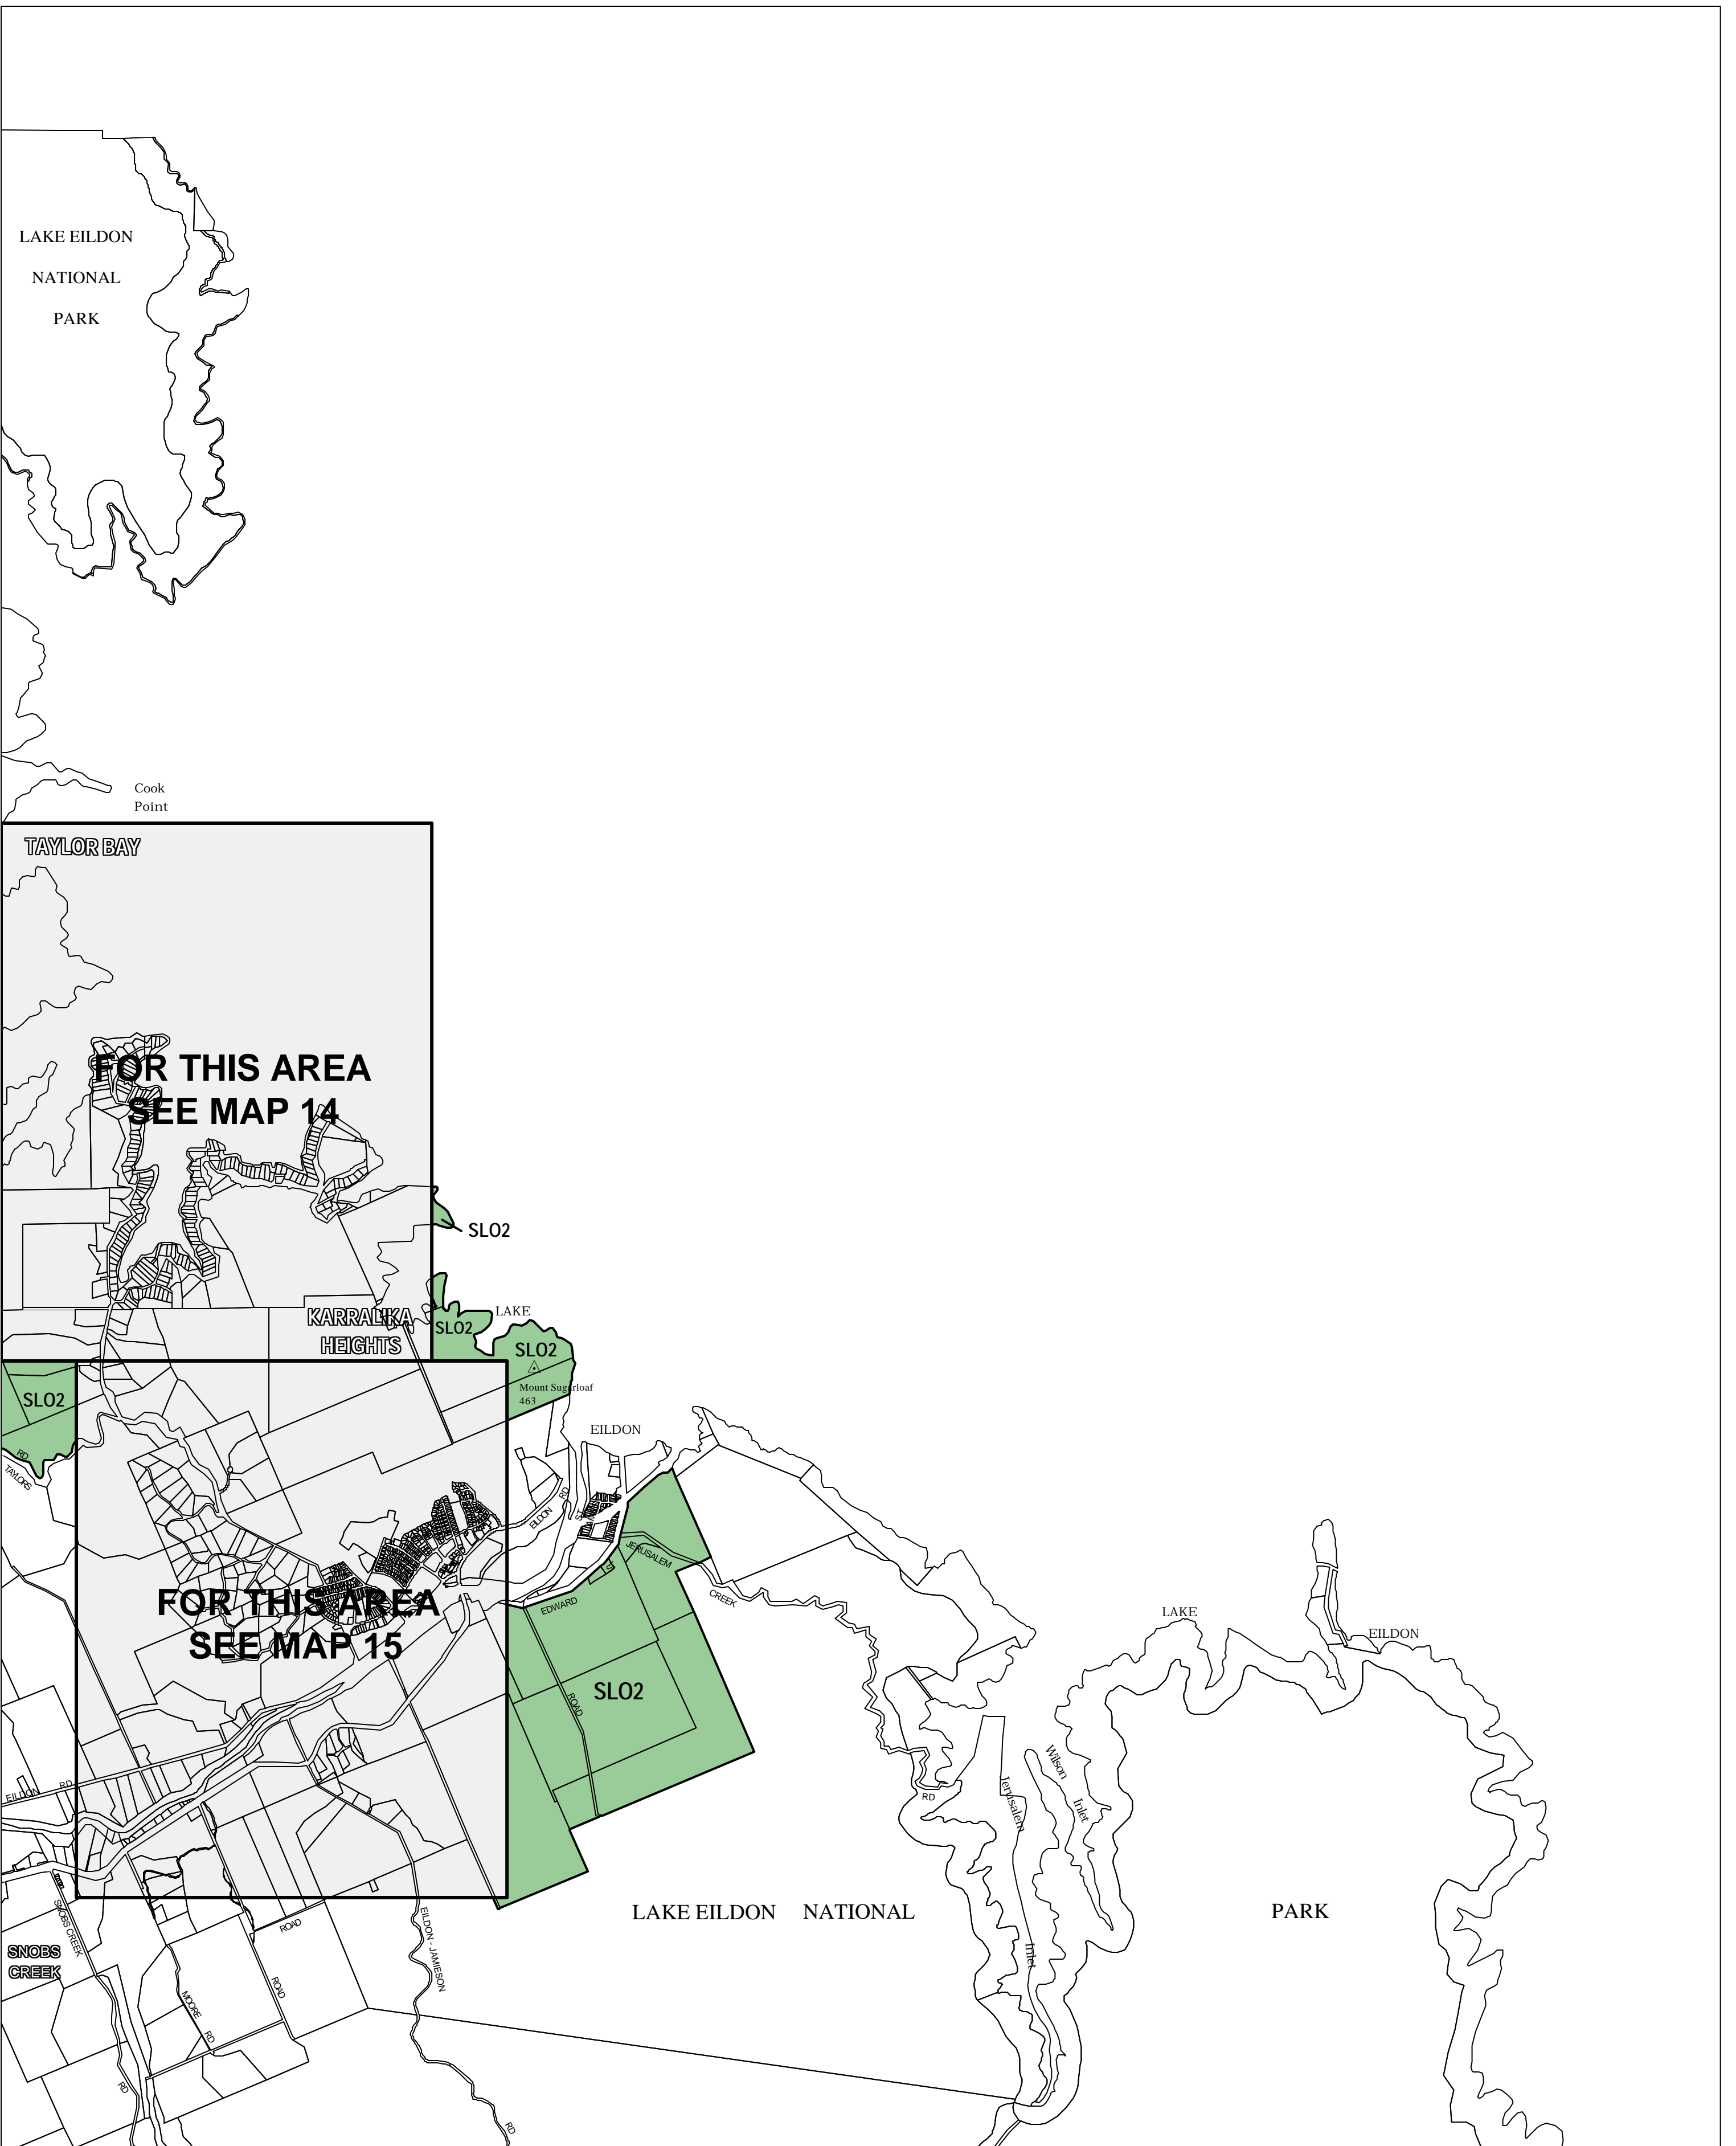 LAKE EILDON
NATIONAL
PARK
Cook
Point
TAYLOR BAY
FOR THIS AREA
SEE MAP 14
SLO2
KARRALIKA
HEIGHTS
LAKE
SLO2
SLO2
Mount Sugarloaf
463
SLO2
RD
TAYLORS
EILDON
EILDON
RD
ST
JERUSALEM
CREEK
RD
EDWARD
ROAD
SLO2
FOR THIS AREA
SEE MAP 15
LAKE
EILDON
Wilson
Inlet
Jerusalem
Inlet
EILDON
RD
SNOBS CREEK
RD
SNOBS
CREEK
ROAD
ROAD
MOORE
RD
EILDON - JAMIESON
RD
LAKE EILDON NATIONAL PARK